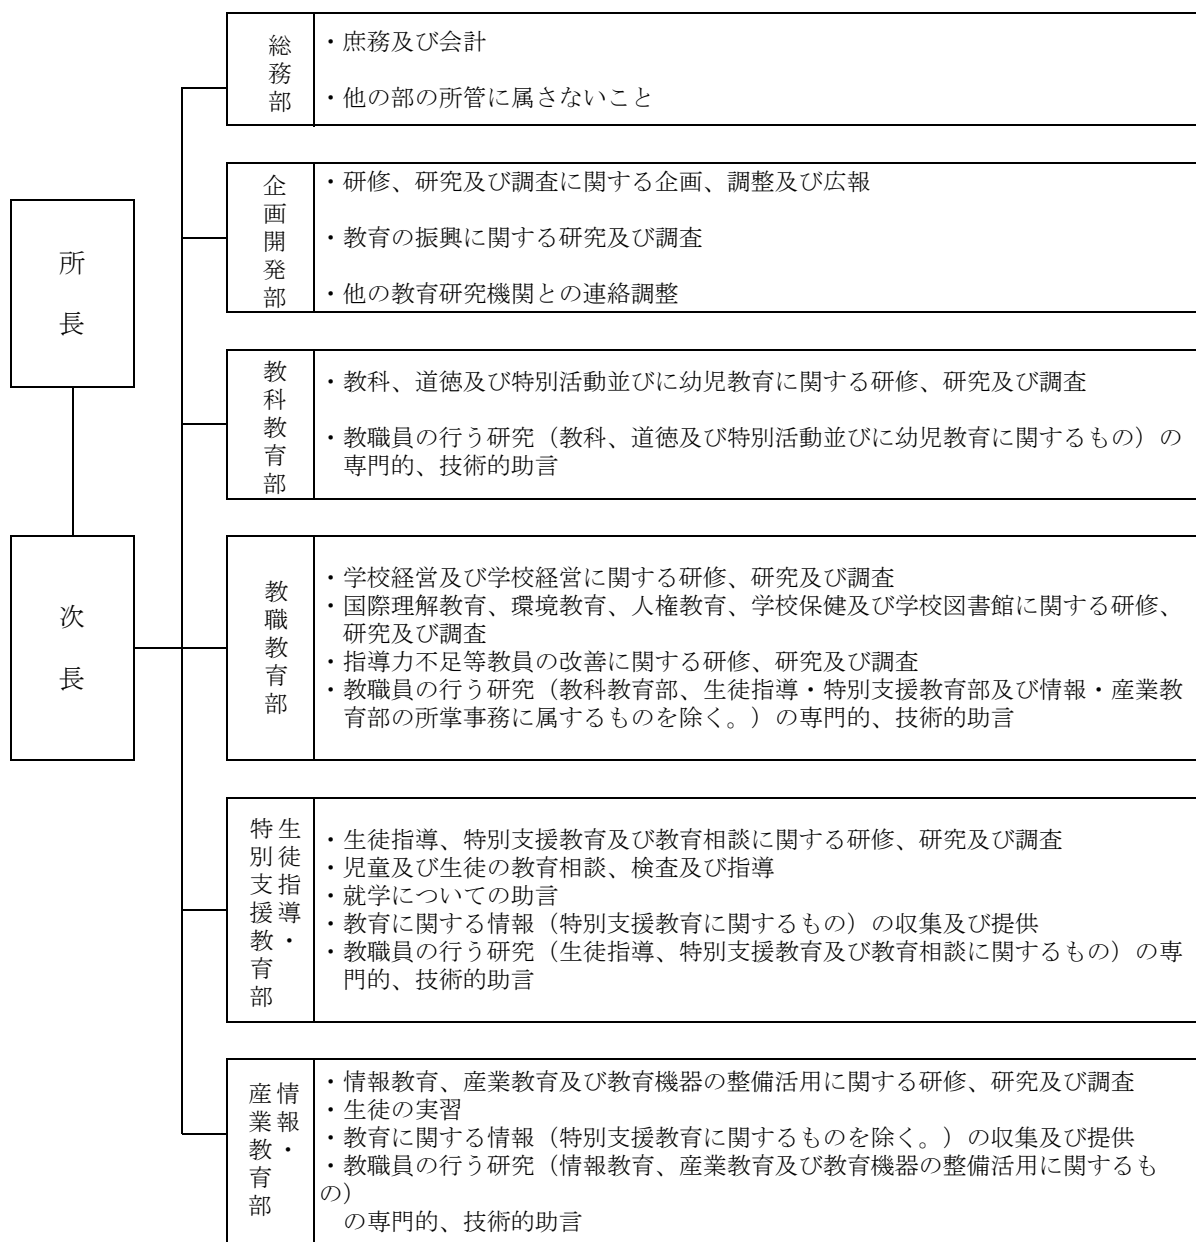 所長
次長
総務部
・庶務及び会計
・他の部の所管に属さないこと
企画開発部
・研修、研究及び調査に関する企画、調整及び広報
・教育の振興に関する研究及び調査
・他の教育研究機関との連絡調整
教科教育部
・教科、道徳及び特別活動並びに幼児教育に関する研修、研究及び調査
・教職員の行う研究（教科、道徳及び特別活動並びに幼児教育に関するもの）の
専門的、技術的助言
教職教育部
・学校経営及び学校経営に関する研修、研究及び調査
・国際理解教育、環境教育、人権教育、学校保健及び学校図書館に関する研修、
研究及び調査
・指導力不足等教員の改善に関する研修、研究及び調査
・教職員の行う研究（教科教育部、生徒指導・特別支援教育部及び情報・産業教
育部の所掌事務に属するものを除く。）の専門的、技術的助言
生徒指導・
特別支援教育部
・生徒指導、特別支援教育及び教育相談に関する研修、研究及び調査
・児童及び生徒の教育相談、検査及び指導
・就学についての助言
・教育に関する情報（特別支援教育に関するもの）の収集及び提供
・教職員の行う研究（生徒指導、特別支援教育及び教育相談に関するもの）の専
門的、技術的助言
情報・
産業教育部
・情報教育、産業教育及び教育機器の整備活用に関する研修、研究及び調査
・生徒の実習
・教育に関する情報（特別支援教育に関するものを除く。）の収集及び提供
・教職員の行う研究（情報教育、産業教育及び教育機器の整備活用に関するも
の）
の専門的、技術的助言